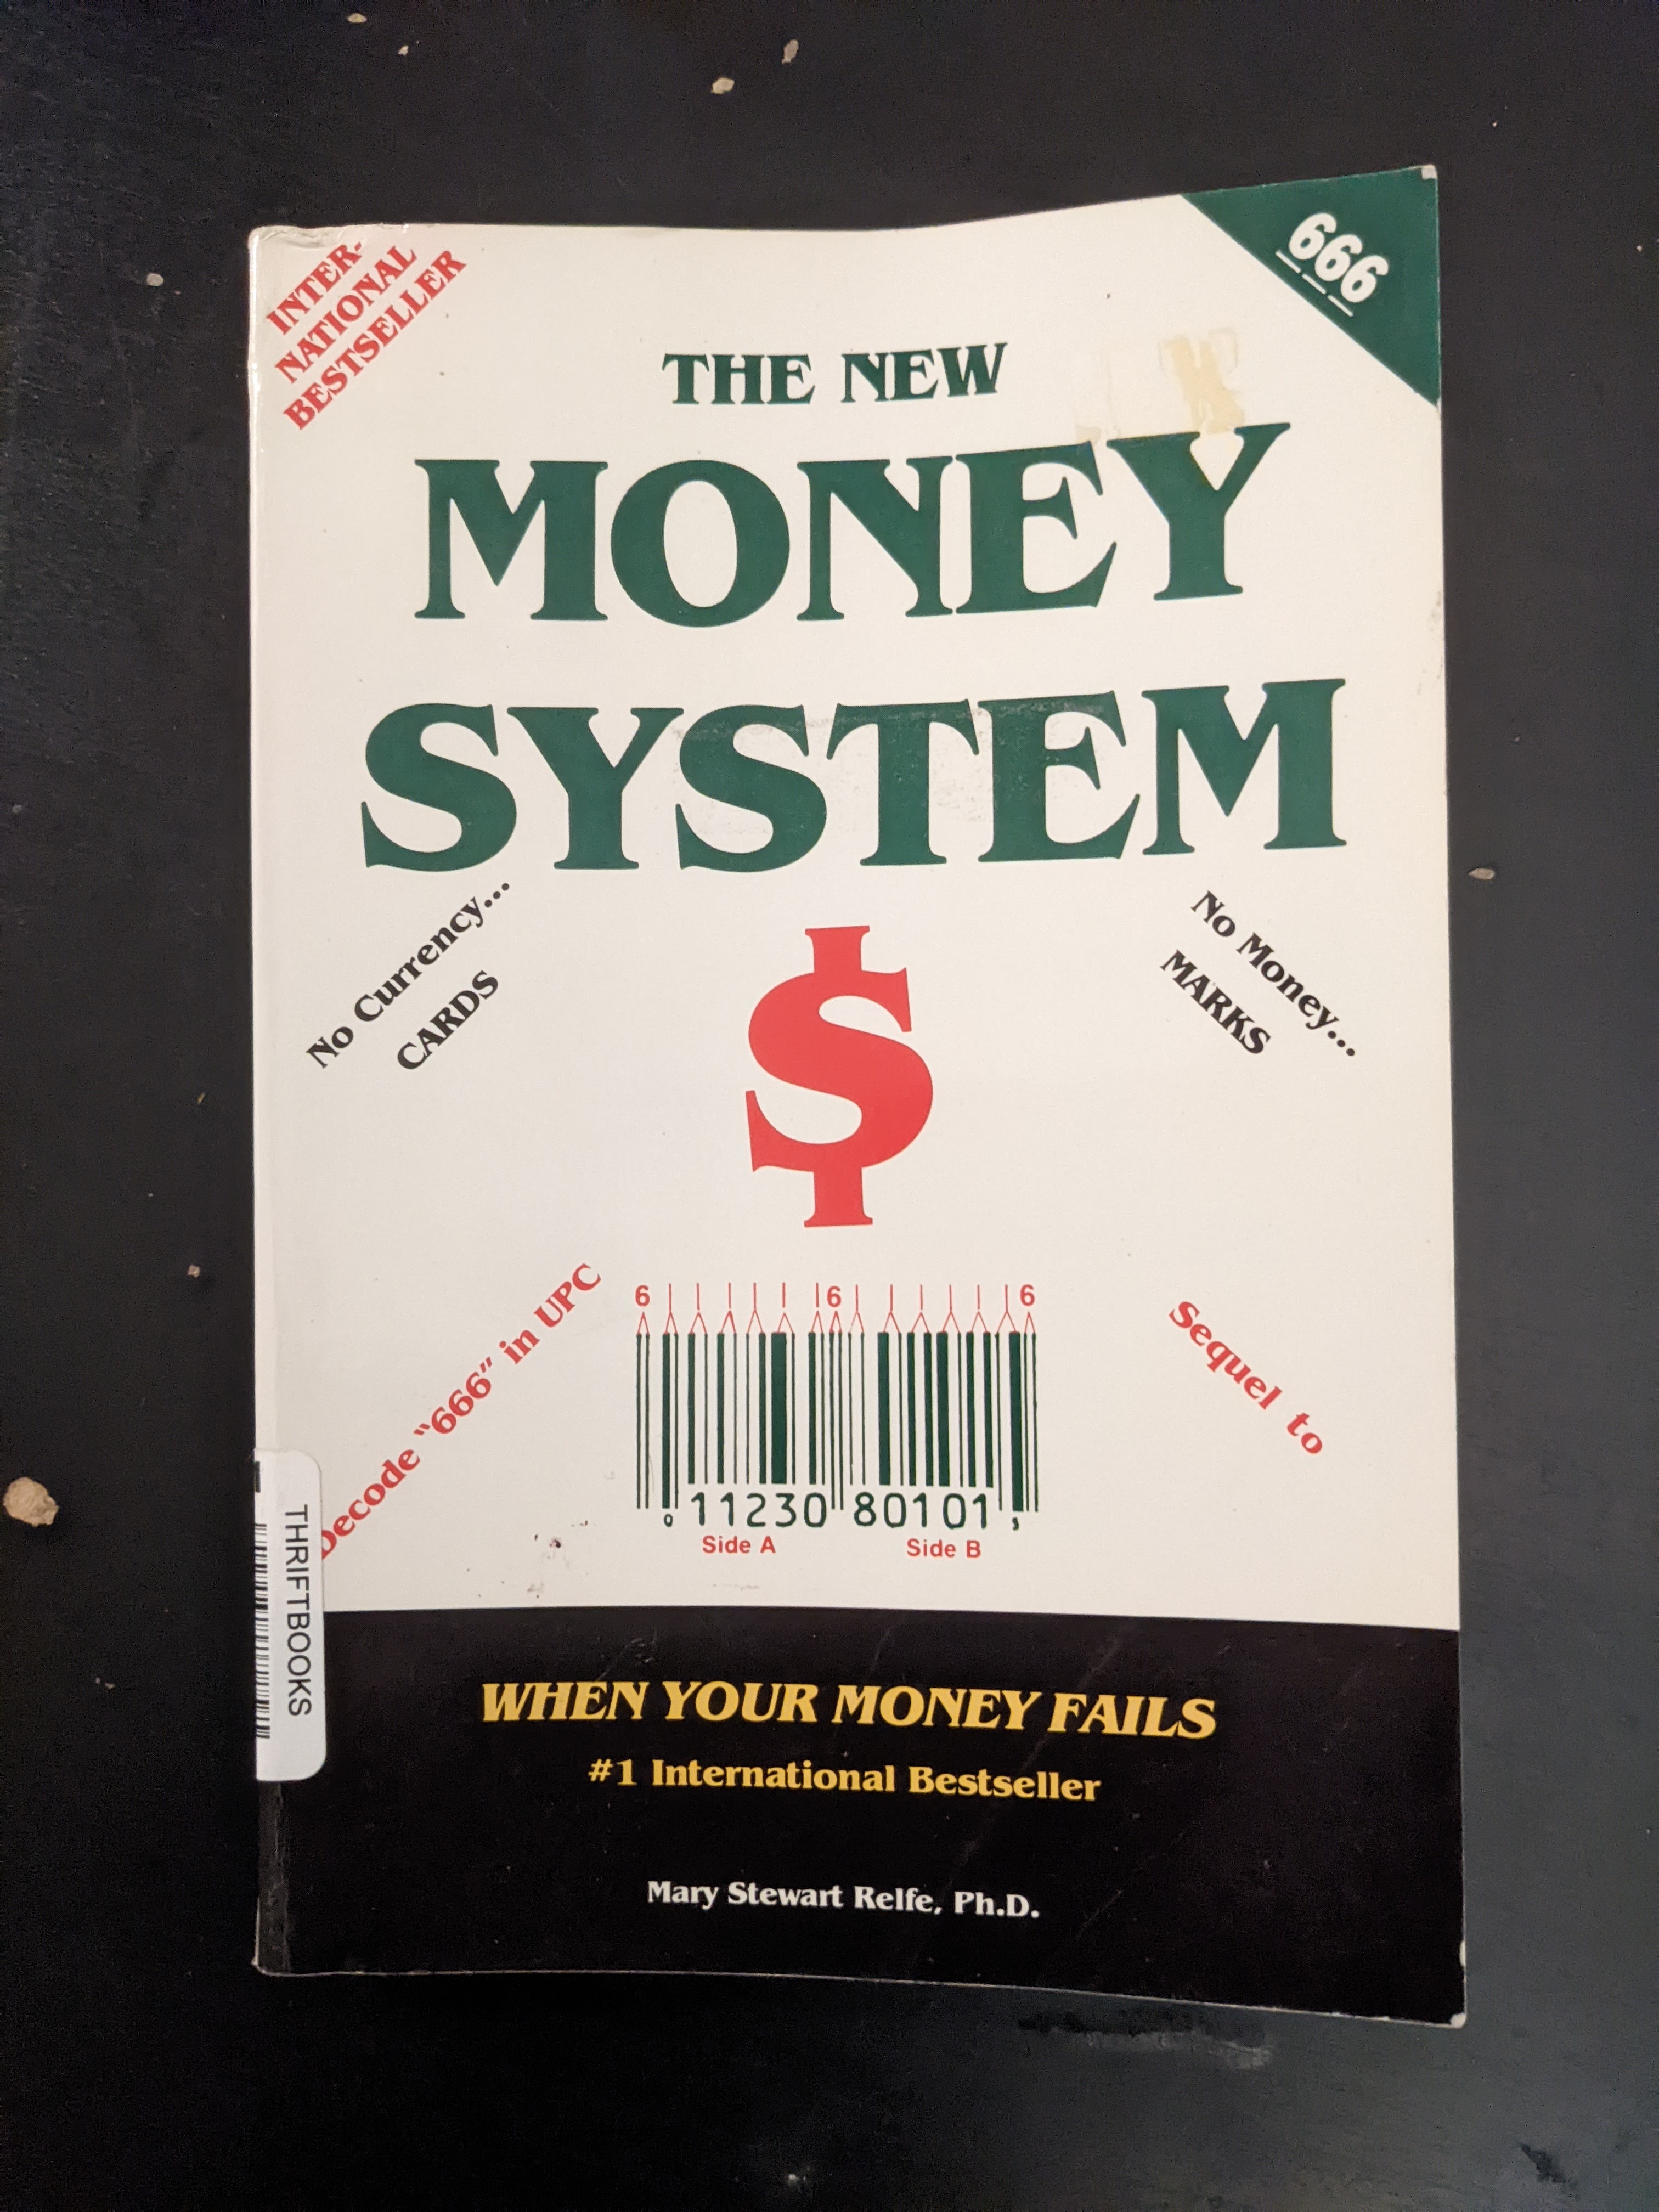 INTER-
NATIONAL
BESTSELLER
666
THE NEW
MONEY
SYSTEM
No Currency...
CARDS
No Money...
MARKS
$
Decode "666" in UPC
6 6 6
0 11230 80101
Side A Side B
Sequel to
THRIFTBOOKS
WHEN YOUR MONEY FAILS
#1 International Bestseller
Mary Stewart Relfe, Ph.D.